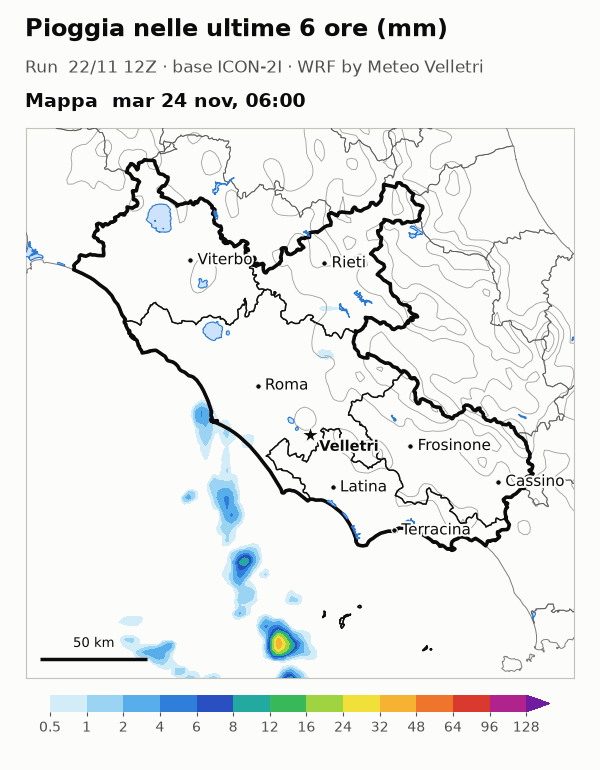 Pioggia nelle ultime 6 ore (mm)
Run  22/11 12Z · base ICON-2I · WRF by Meteo Velletri
Mappa  mar 24 nov, 06:00
Viterbo
Rieti
Roma
Velletri
Frosinone
Latina
Cassino
Terracina
50 km
0.5 1 2 4 6 8 12 16 24 32 48 64 96 128